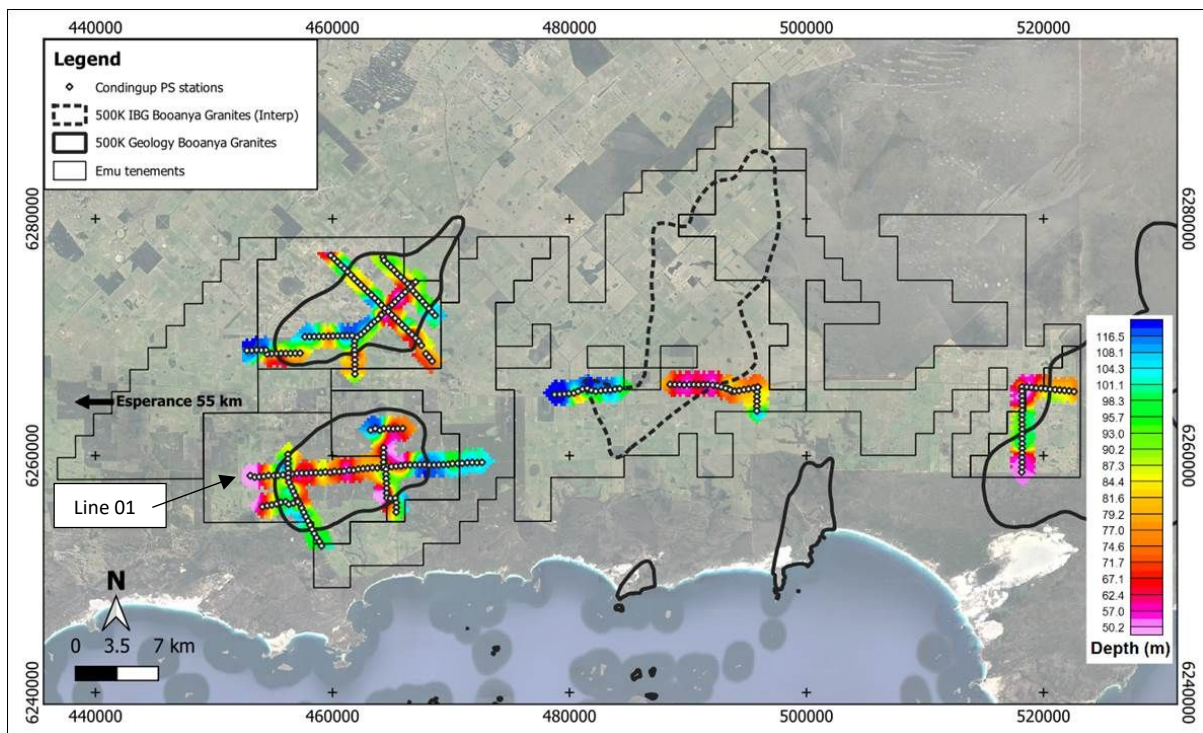 440000 460000 480000 500000 520000
Legend
Condingup PS stations
500K IBG Booanya Granites (Interp)
500K Geology Booanya Granites
Emu tenements
6280000
6280000
Esperance 55 km
6260000
6260000
Line 01
116.5
108.1
104.3
101.1
98.3
95.7
93.0
90.2
87.4
84.6
81.6
79.2
77.0
74.6
71.6
67.1
62.4
57.0
50.2
Depth (m)
N
0 3.5 7 km
6240000
6240000
440000 460000 480000 500000 520000